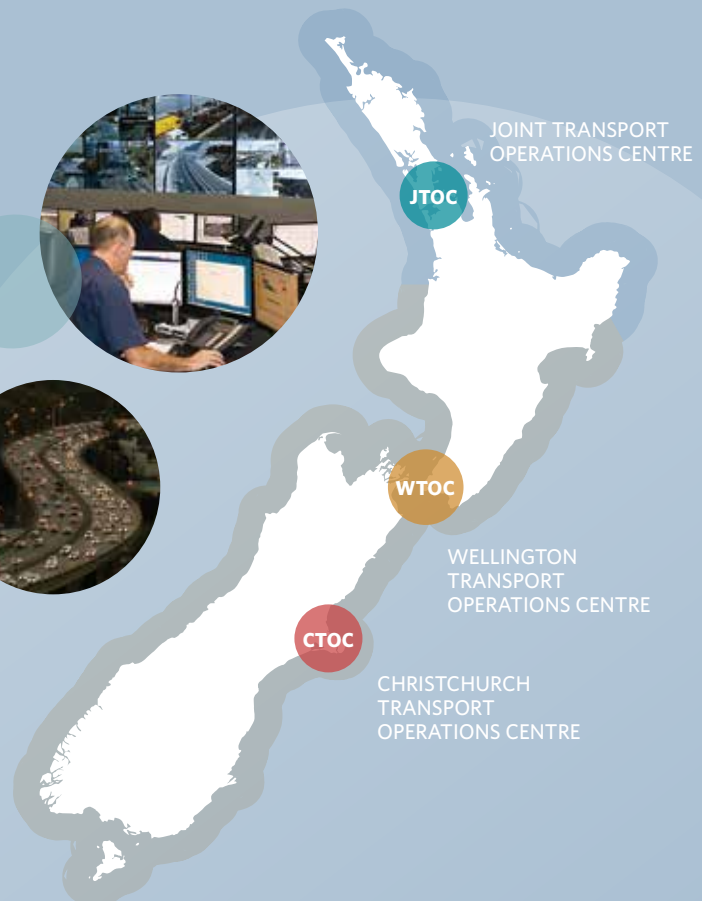 JOINT TRANSPORT
OPERATIONS CENTRE
JTOC
WTOC
WELLINGTON
TRANSPORT
OPERATIONS CENTRE
CTOC
CHRISTCHURCH
TRANSPORT
OPERATIONS CENTRE